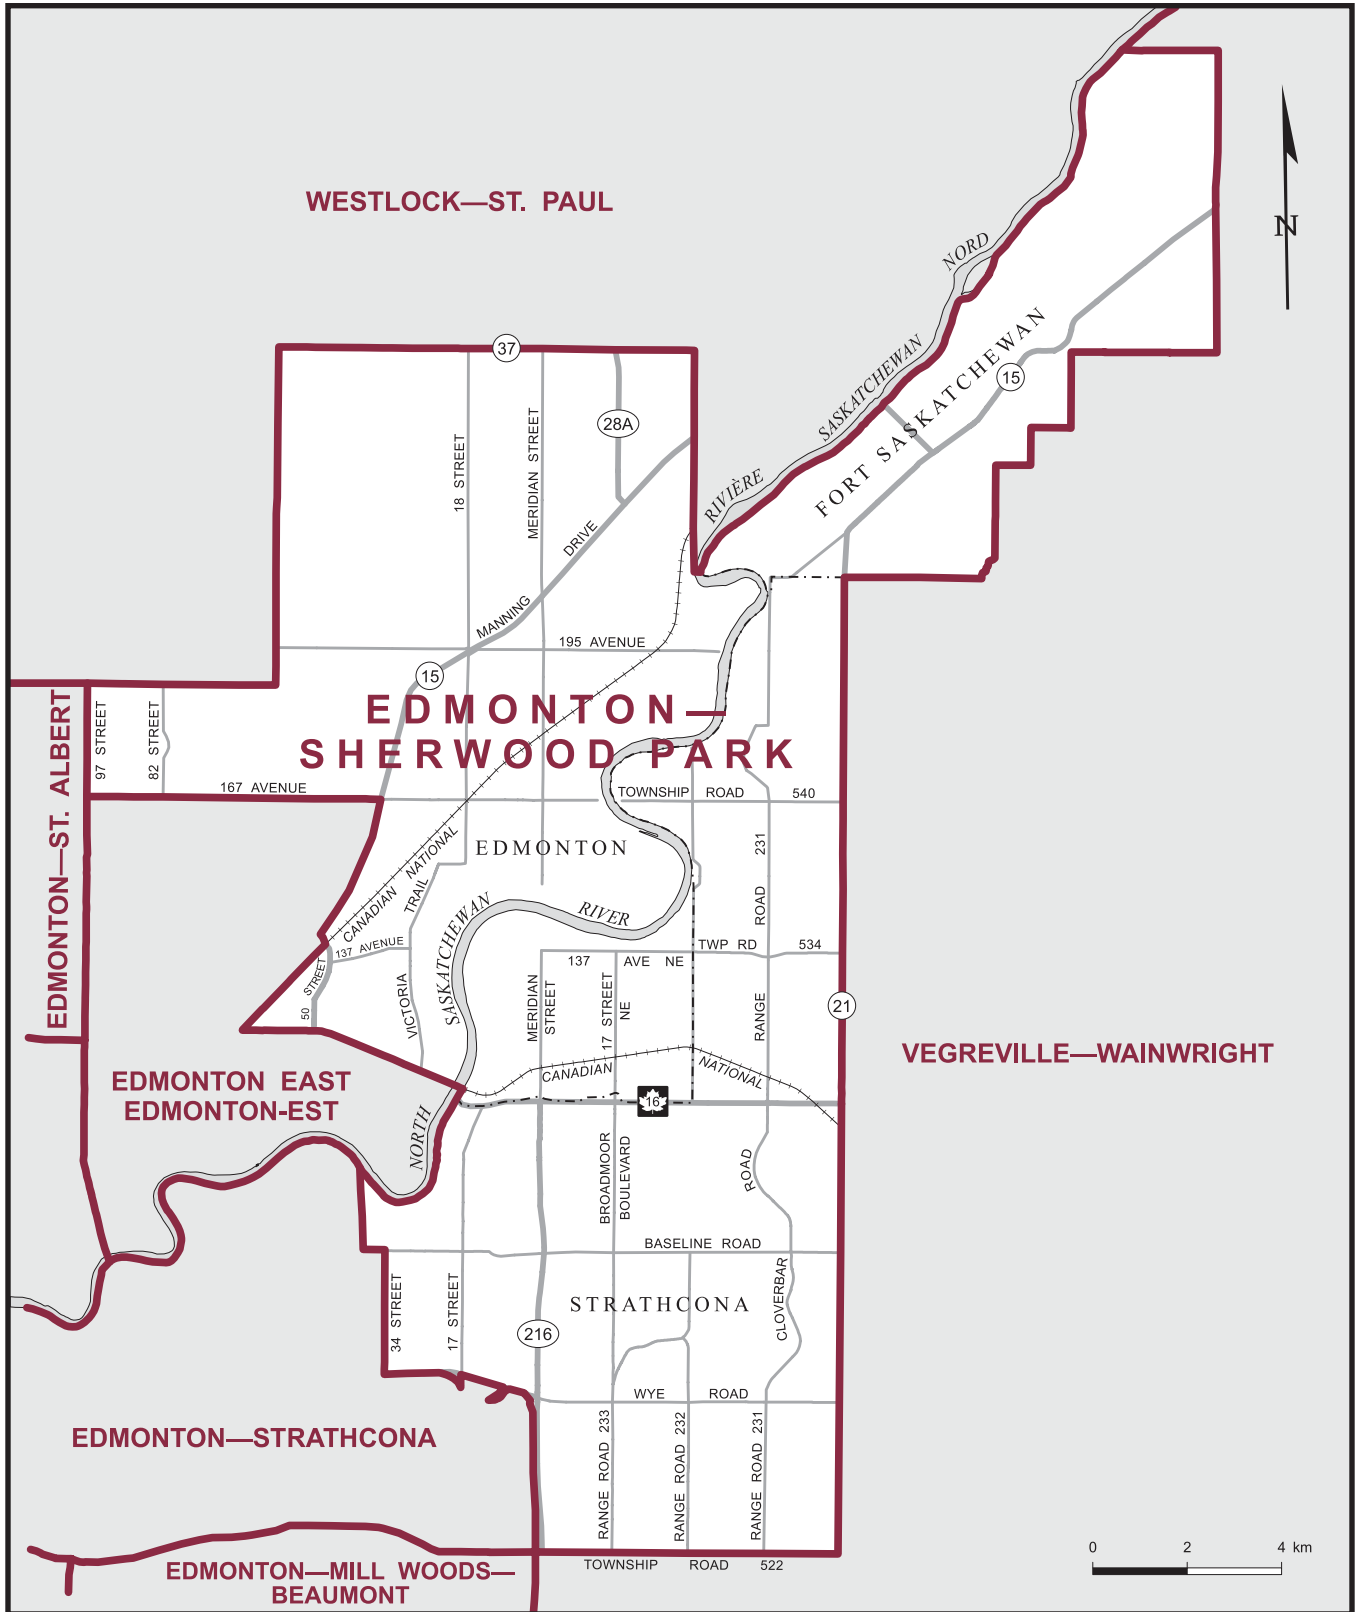 WESTLOCK—ST. PAUL
N
NORD
SASKATCHEWAN
RIVIÈRE
FORT SASKATCHEWAN
15
37
28A
18 STREET
MERIDIAN STREET
MANNING
DRIVE
195 AVENUE
15
EDMONTON—
SHERWOOD PARK
EDMONTON—ST. ALBERT
97 STREET
82 STREET
167 AVENUE
TOWNSHIP ROAD 540
CANADIAN NATIONAL
EDMONTON
TRAIL
VICTORIA
137 AVENUE
50 STREET
NORTH
SASKATCHEWAN
RIVER
137 AVE NE
TWP RD 534
MERIDIAN
STREET
17 STREET
NE
RANGE ROAD 231
21
VEGREVILLE—WAINWRIGHT
CANADIAN
NATIONAL
16
EDMONTON EAST
EDMONTON-EST
BROADMOOR
BOULEVARD
ROAD
CLOVERBAR
BASELINE ROAD
STRATHCONA
34 STREET
17 STREET
216
WYE ROAD
EDMONTON—STRATHCONA
RANGE ROAD 233
RANGE ROAD 232
RANGE ROAD 231
TOWNSHIP ROAD 522
EDMONTON—MILL WOODS—
BEAUMONT
0 2 4 km